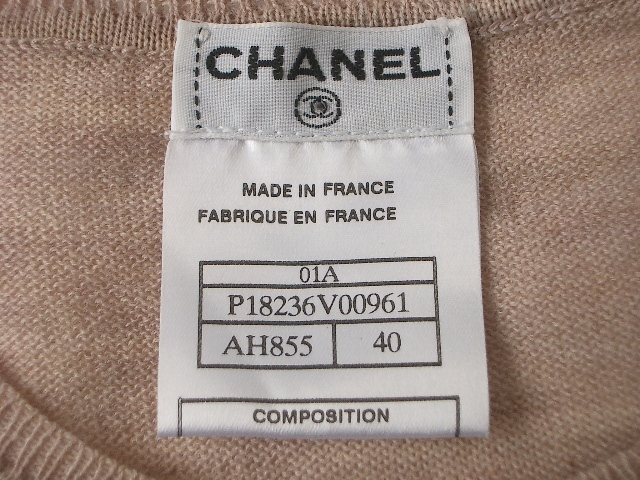 CHANEL
MADE IN FRANCE
FABRIQUE EN FRANCE
01A
P18236V00961
AH855 40
COMPOSITION